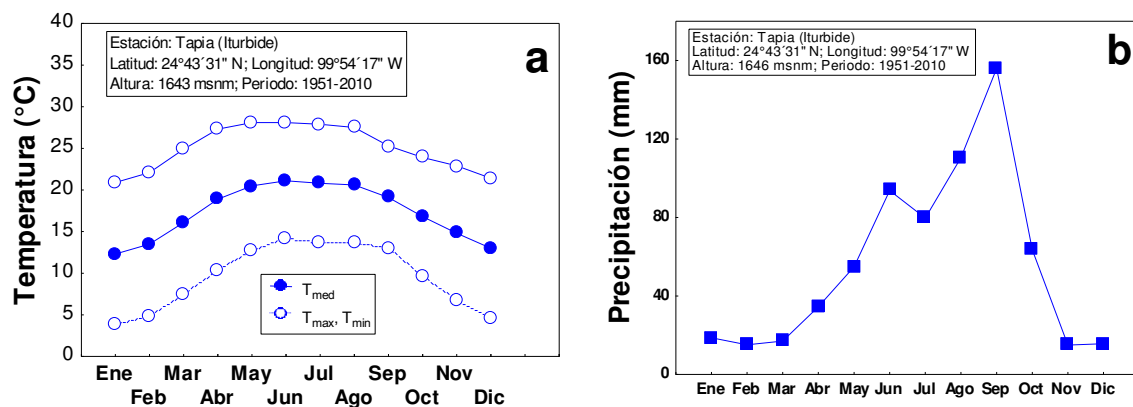 40
35
30
25
20
15
10
5
0
Temperatura (°C)
Estación: Tapia (Iturbide)
Latitud: 24°43´31" N; Longitud: 99°54´17" W
Altura: 1643 msnm; Periodo: 1951-2010
a
T med
T max, T min
Ene Mar May Jul Sep Nov
Feb Abr Jun Ago Oct Dic
160
120
80
40
0
Precipitación (mm)
Estación: Tapia (Iturbide)
Latitud: 24°43´31" N; Longitud: 99°54´17" W
Altura: 1646 msnm; Periodo: 1951-2010
b
Ene Feb Mar Abr May Jun Jul Ago Sep Oct Nov Dic